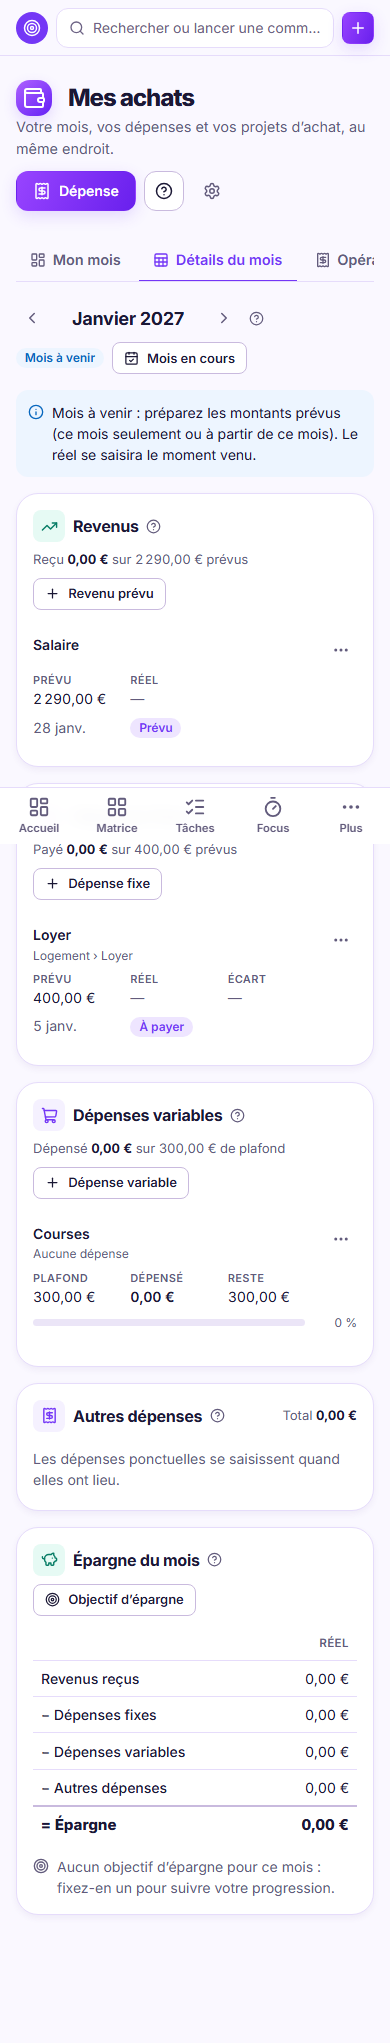 Rechercher ou lancer une comm...
Mes achats
Votre mois, vos dépenses et vos projets d’achat, au
même endroit.
Dépense
Mon mois
Détails du mois
Opéra
Janvier 2027
Mois à venir
Mois en cours
Mois à venir : préparez les montants prévus
(ce mois seulement ou à partir de ce mois). Le
réel se saisira le moment venu.
Revenus
Reçu 0,00 € sur 2 290,00 € prévus
+ Revenu prévu
Salaire
PRÉVU RÉEL
2 290,00 € —
28 janv. Prévu
Accueil Matrice Tâches Focus Plus
Payé 0,00 € sur 400,00 € prévus
+ Dépense fixe
Loyer
Logement › Loyer
PRÉVU RÉEL ÉCART
400,00 € — —
5 janv. À payer
Dépenses variables
Dépensé 0,00 € sur 300,00 € de plafond
+ Dépense variable
Courses
Aucune dépense
PLAFOND DÉPENSÉ RESTE
300,00 € 0,00 € 300,00 €
0 %
Autres dépenses
Total 0,00 €
Les dépenses ponctuelles se saisissent quand
elles ont lieu.
Épargne du mois
Objectif d’épargne
RÉEL
Revenus reçus 0,00 €
− Dépenses fixes 0,00 €
− Dépenses variables 0,00 €
− Autres dépenses 0,00 €
= Épargne 0,00 €
Aucun objectif d’épargne pour ce mois :
fixez-en un pour suivre votre progression.